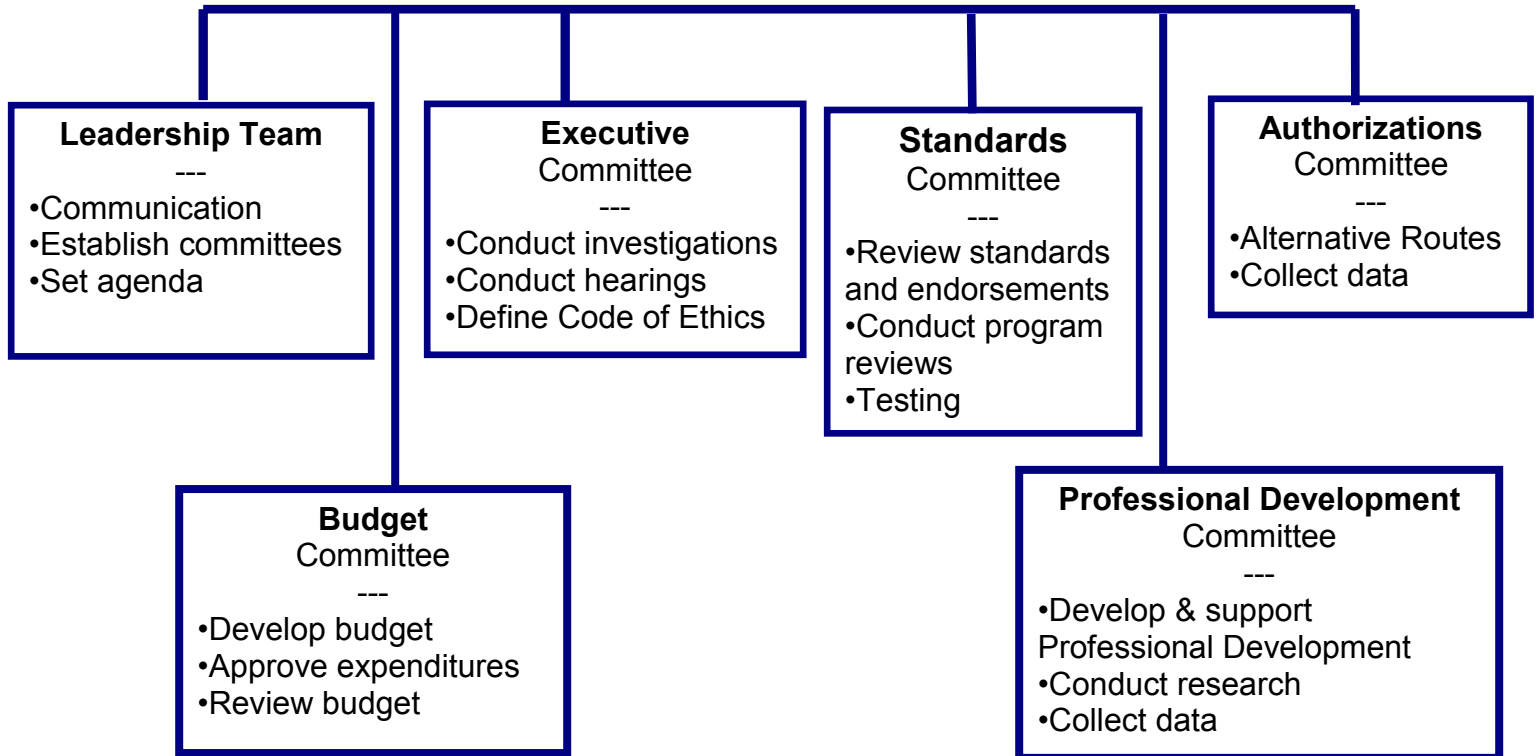 Leadership Team
---
•Communication
•Establish committees
•Set agenda
Executive
Committee
---
•Conduct investigations
•Conduct hearings
•Define Code of Ethics
Standards
Committee
---
•Review standards
and endorsements
•Conduct program
reviews
•Testing
Authorizations
Committee
---
•Alternative Routes
•Collect data
Budget
Committee
---
•Develop budget
•Approve expenditures
•Review budget
Professional Development
Committee
---
•Develop & support
Professional Development
•Conduct research
•Collect data